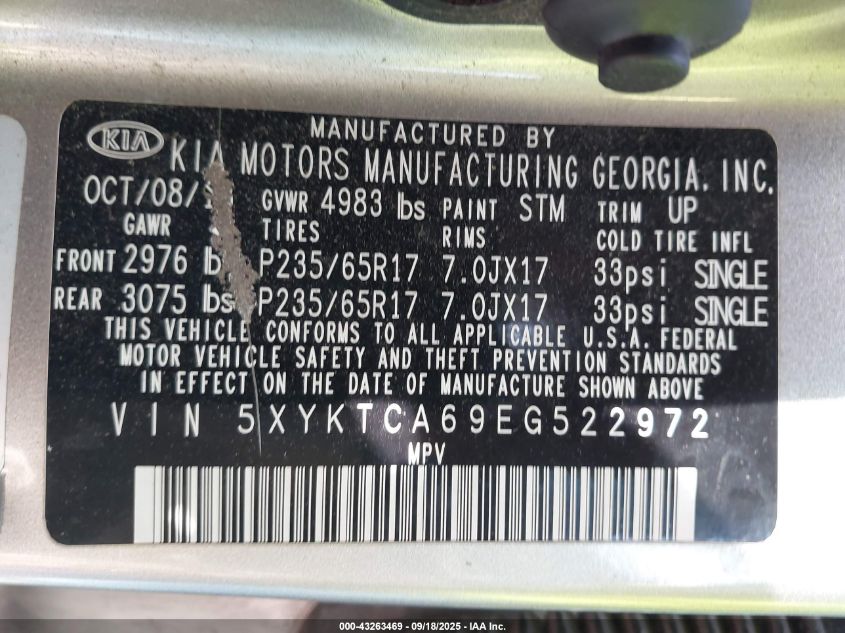 MANUFACTURED BY
KIA KIA MOTORS MANUFACTURING GEORGIA, INC.
OCT/08/ GVWR 4983 lbs PAINT STM TRIM UP
GAWR TIRES RIMS COLD TIRE INFL
FRONT 2976 lb P235/65R17 7.0JX17 33psi SINGLE
REAR 3075 lbs P235/65R17 7.0JX17 33psi SINGLE
THIS VEHICLE CONFORMS TO ALL APPLICABLE U.S.A. FEDERAL
MOTOR VEHICLE SAFETY AND THEFT PREVENTION STANDARDS
IN EFFECT ON THE DATE OF MANUFACTURE SHOWN ABOVE
VIN 5XYKTCA69EG522972
MPV
000-43263469 - 09/18/2025 - IAA Inc.